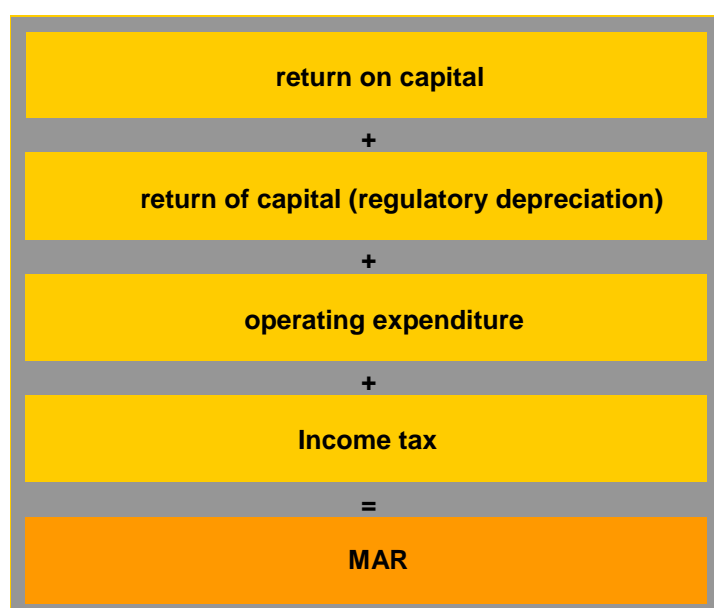 return on capital
+
return of capital (regulatory depreciation)
+
operating expenditure
+
Income tax
=
MAR